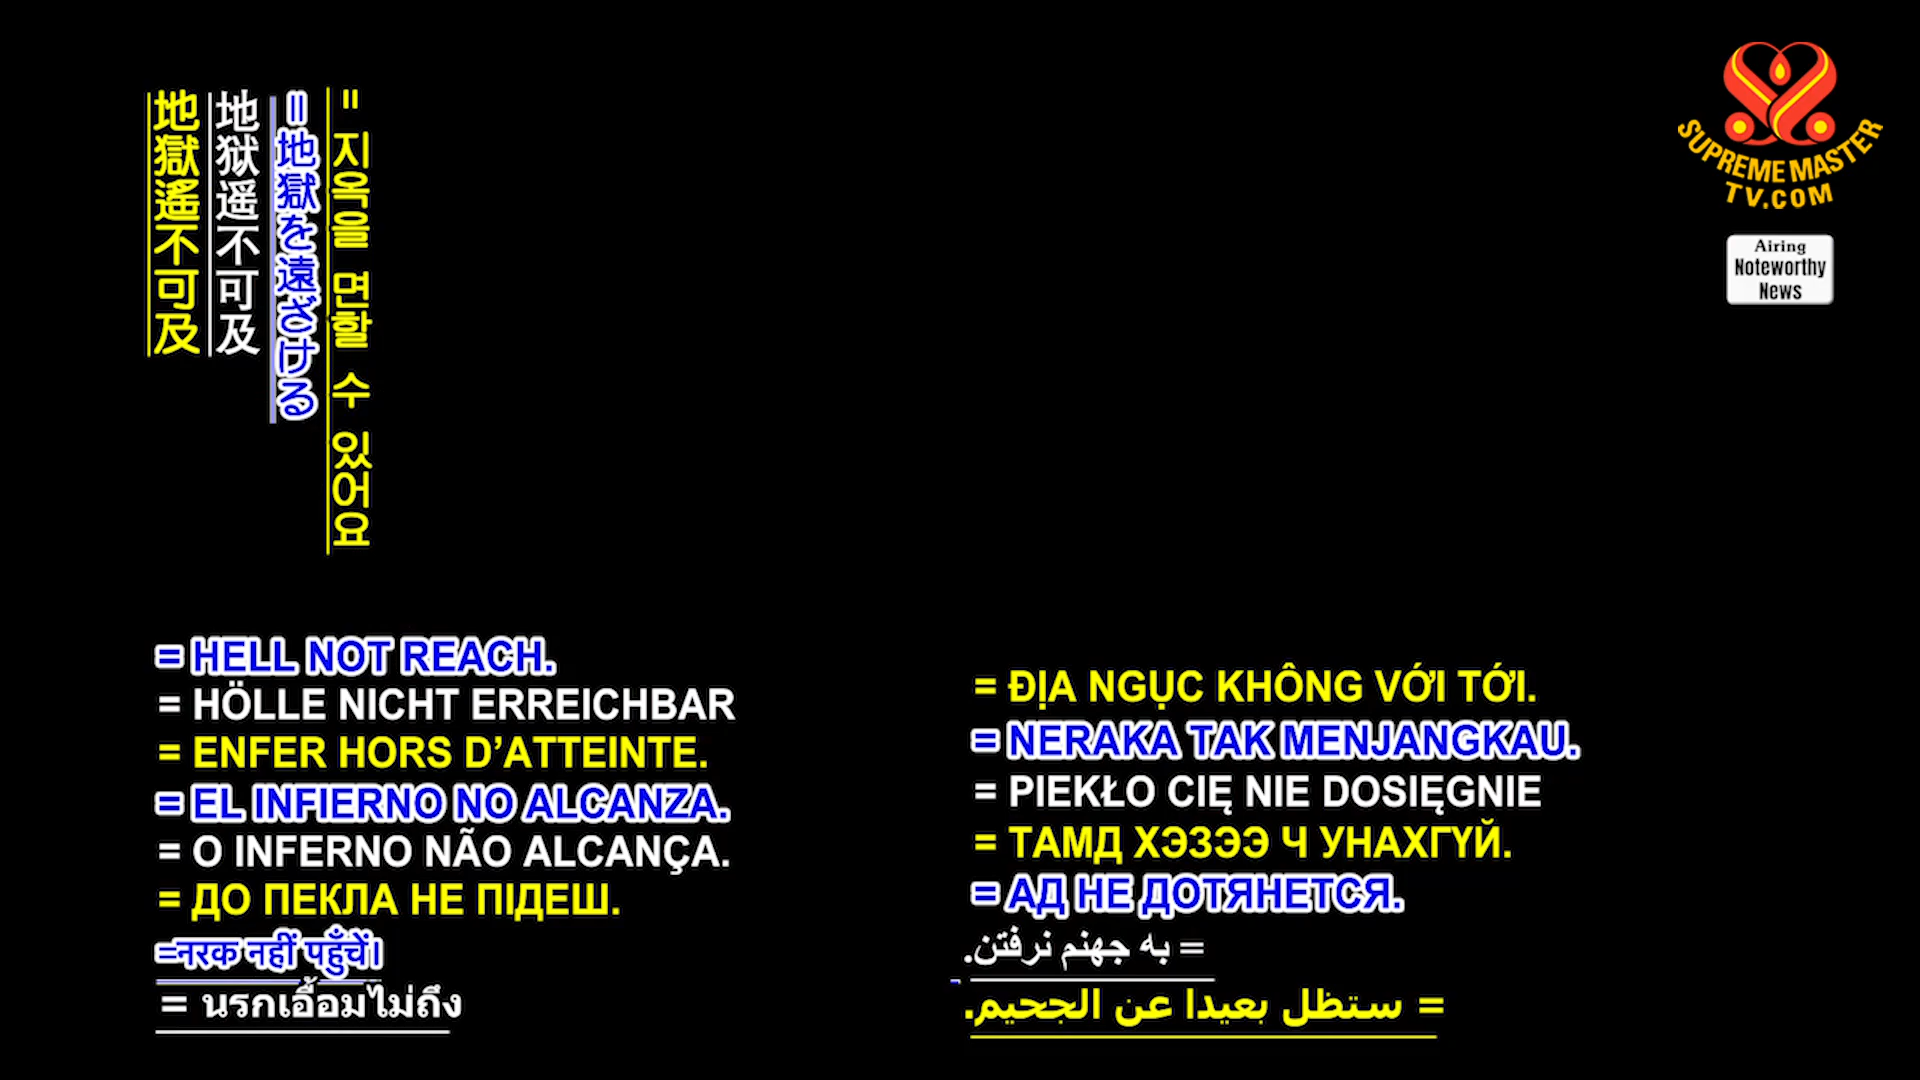 地獄遙不可及
地狱遥不可及
=地獄を遠ざける
= 지옥을 면할 수 있어요
SUPREME MASTER
TV.COM
Airing
Noteworthy
News
= HELL NOT REACH.
= HÖLLE NICHT ERREICHBAR
= ENFER HORS D’ATTEINTE.
= EL INFIERNO NO ALCANZA.
= O INFERNO NÃO ALCANÇA.
= ДО ПЕКЛА НЕ ПІДЕШ.
=नरक नहीं पहुँचें।
= นรกเอื้อมไม่ถึง
= ĐỊA NGỤC KHÔNG VỚI TỚI.
= NERAKA TAK MENJANGKAU.
= PIEKŁO CIĘ NIE DOSIĘGNIE
= ТАМД ХЭЗЭЭ Ч УНАХГҮЙ.
= АД НЕ ДОТЯНЕТСЯ.
= به جهنم نرفتن.
= ستظل بعيدا عن الجحيم.